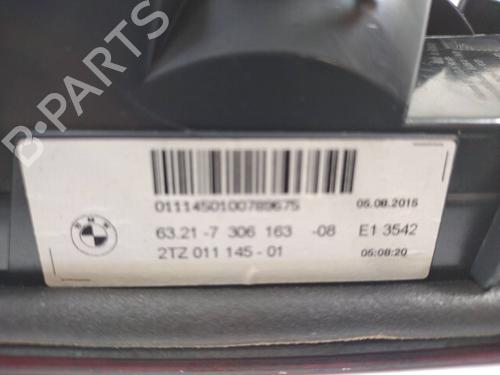 B-PARTS
0111450100789675 05.08.2015
BMW
63.21-7 306 163 -08 E1 3542
2TZ 011 145-01 05:08:20